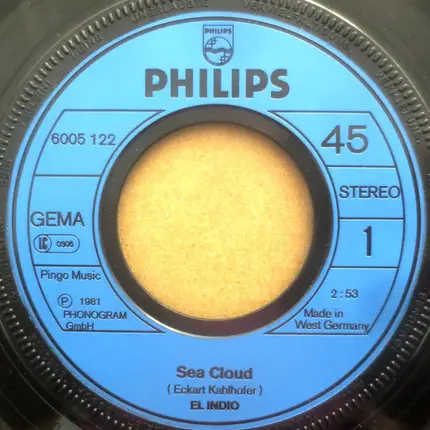 PHILIPS
PHILIPS
6005 122
45
STEREO
GEMA
LC 0305
1
Pingo Music
2:53
℗ 1981
PHONOGRAM
GmbH
Made in
West Germany
Sea Cloud
( Eckart Kahlhofer )
EL INDIO